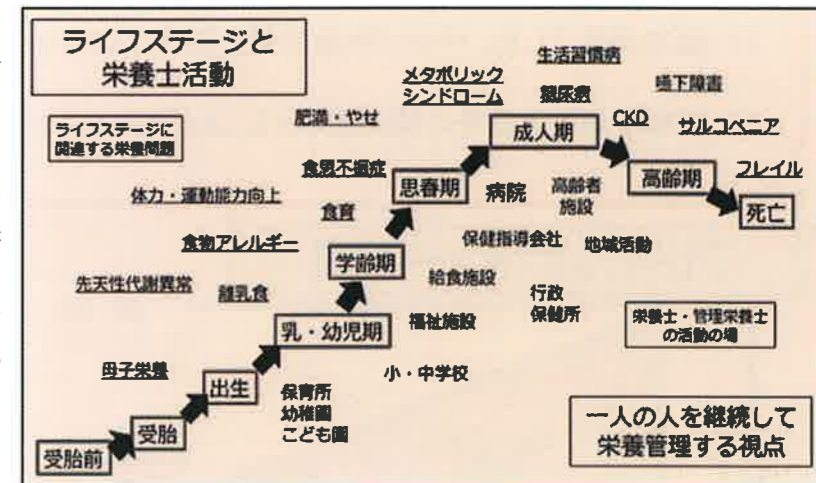 ライフステージと
栄養士活動
ライフステージに
関連する栄養問題
生活習慣病
メタボリック
シンドローム
糖尿病
嚥下障害
肥満・やせ
成人期
CKD
サルコペニア
食思不振症
思春期
病院
高齢者
施設
高齢期
フレイル
体力・運動能力向上
食育
死亡
食物アレルギー
学齢期
保健指導会社
地域活動
先天性代謝異常
離乳食
給食施設
行政
保健所
乳・幼児期
福祉施設
栄養士・管理栄養士
の活動の場
母子栄養
出生
小・中学校
保育所
幼稚園
こども園
受胎
受胎前
一人の人を継続して
栄養管理する視点